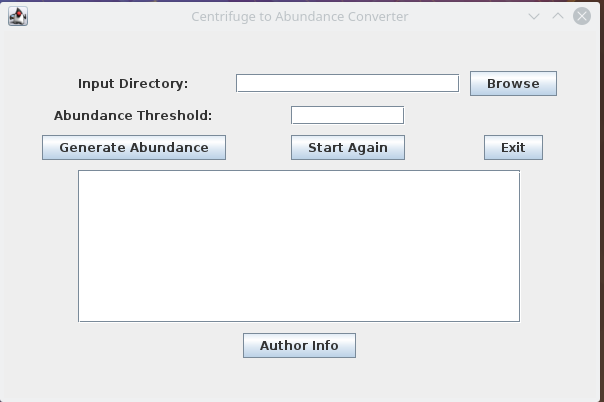 Centrifuge to Abundance Converter
Input Directory: Browse
Abundance Threshold:
Generate Abundance Start Again Exit
Author Info